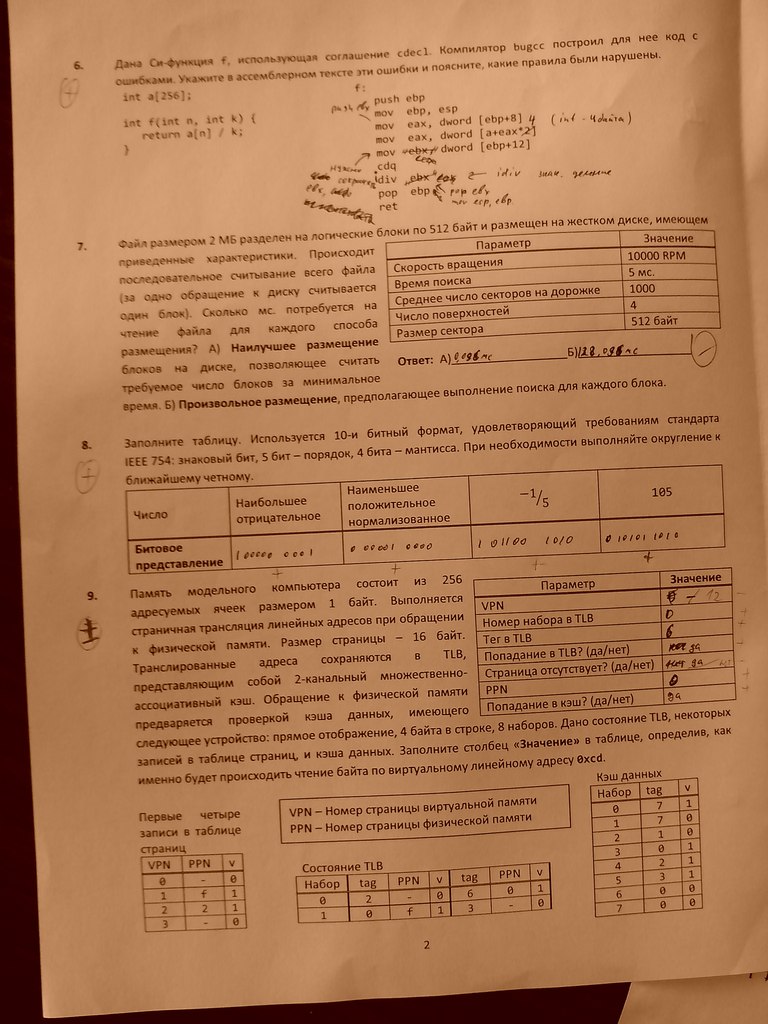 6. Дана Си-функция f, использующая соглашение cdecl. Компилятор bugcc построил для нее код с
ошибками. Укажите в ассемблерном тексте эти ошибки и поясните, какие правила были нарушены.
int a[256];
int f(int n, int k) {
return a[n] / k;
}
f:
push ebp
push ebx
mov ebp, esp
mov eax, dword [ebp+8] 4 (int - 4 байта)
mov eax, dword [a+eax*2]
mov ebx, dword [ebp+12]
ecx
cdq
нужно
idiv ebx ecx ← idiv знак. деление
pop ebp pop ebx
mov esp, ebp
ret
7. Файл размером 2 МБ разделен на логические блоки по 512 байт и размещен на жестком диске, имеющем
приведенные характеристики. Происходит
последовательное считывание всего файла
(за одно обращение к диску считывается
один блок). Сколько мс. потребуется на
чтение файла для каждого способа
размещения? А) Наилучшее размещение
блоков на диске, позволяющее считать
требуемое число блоков за минимальное
время. Б) Произвольное размещение, предполагающее выполнение поиска для каждого блока.
Параметр Значение
Скорость вращения 10000 RPM
Время поиска 5 мс.
Среднее число секторов на дорожке 1000
Число поверхностей 4
Размер сектора 512 байт
Ответ: А) Б)
8. Заполните таблицу. Используется 10-и битный формат, удовлетворяющий требованиям стандарта
IEEE 754: знаковый бит, 5 бит – порядок, 4 бита – мантисса. При необходимости выполняйте округление к
ближайшему четному.
Число Наибольшее отрицательное Наименьшее положительное нормализованное −1/5 105
Битовое представление 1 00000 0001 0 00001 0000 1 01100 1010 0 10101 1010
+ + +- +
9. Память модельного компьютера состоит из 256
адресуемых ячеек размером 1 байт. Выполняется
страничная трансляция линейных адресов при обращении
к физической памяти. Размер страницы – 16 байт.
Транслированные адреса сохраняются в TLB,
представляющим собой 2-канальный множественно-
ассоциативный кэш. Обращение к физической памяти
предваряется проверкой кэша данных, имеющего
следующее устройство: прямое отображение, 4 байта в строке, 8 наборов. Дано состояние TLB, некоторых
записей в таблице страниц, и кэша данных. Заполните столбец «Значение» в таблице, определив, как
именно будет происходить чтение байта по виртуальному линейному адресу 0xcd.
Параметр Значение
VPN - 12
Номер набора в TLB 0
Тег в TLB 6
Попадание в TLB? (да/нет) да
Страница отсутствует? (да/нет) да
PPN 0
Попадание в кэш? (да/нет) да
Первые четыре
записи в таблице
страниц
VPN PPN v
0 - 0
1 f 1
2 2 1
3 - 0
VPN – Номер страницы виртуальной памяти
PPN – Номер страницы физической памяти
Состояние TLB
Набор tag PPN v tag PPN v
0 2 - 0 6 0 1
1 0 f 1 3 - 0
Кэш данных
Набор tag v
0 7 1
1 7 0
2 1 0
3 0 1
4 2 1
5 3 1
6 0 0
7 0 0
2